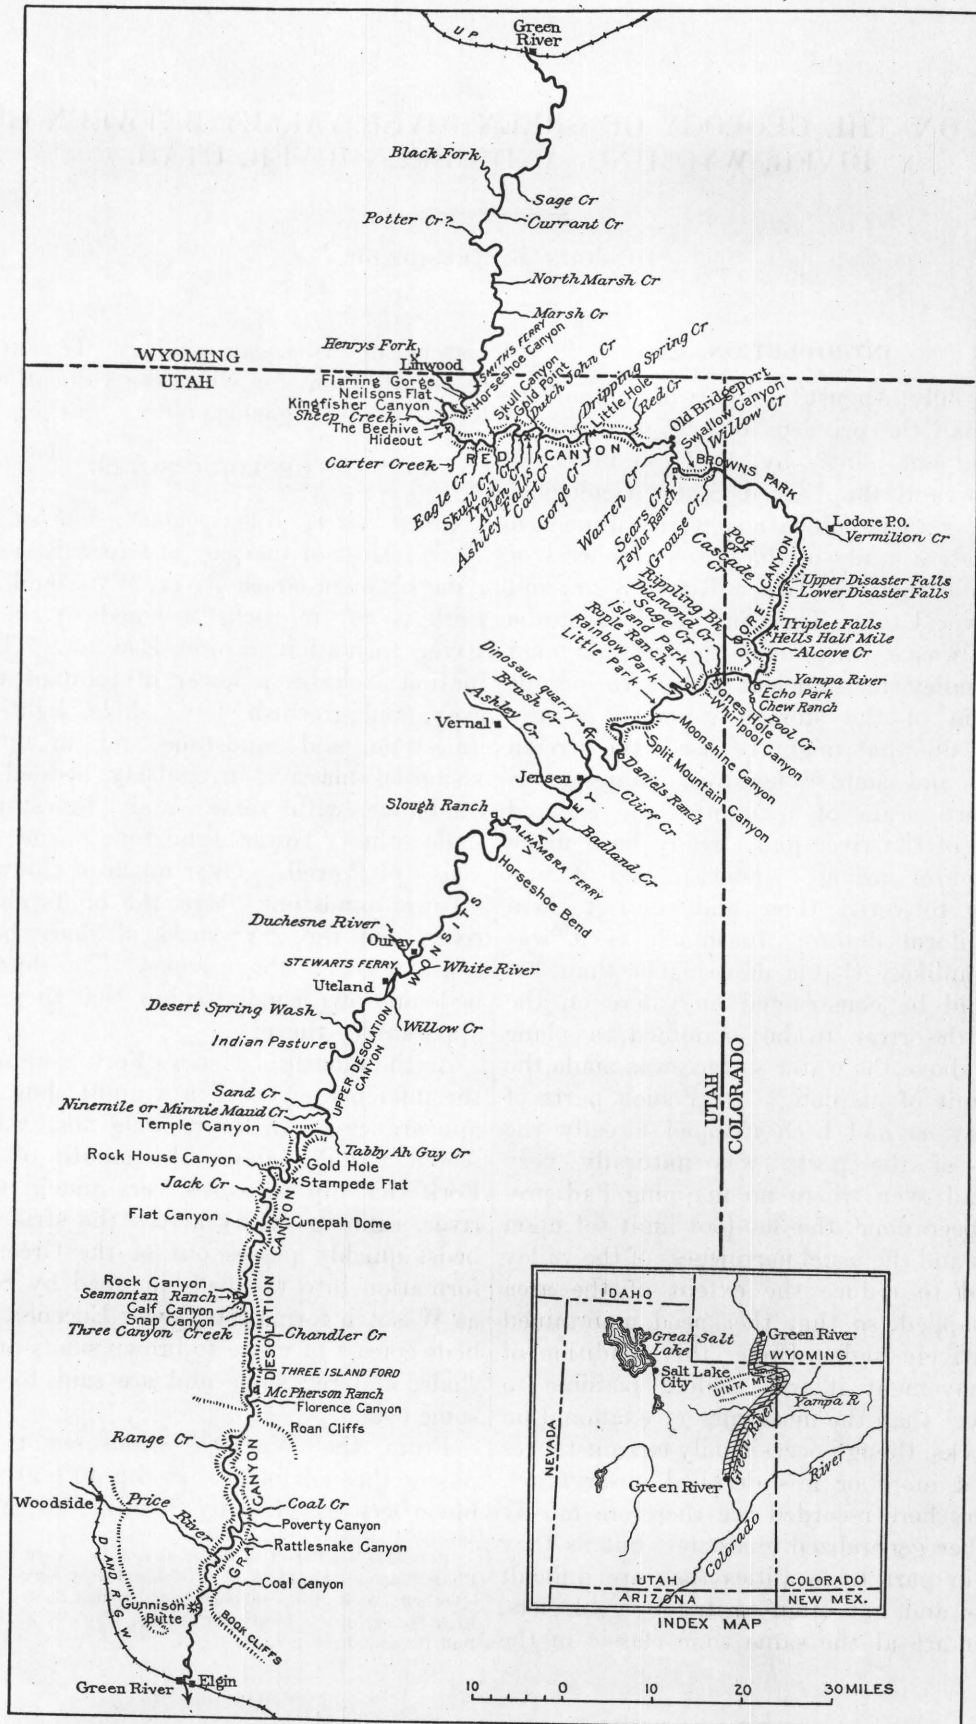 U P
Green
River
Black Fork
Sage Cr
Currant Cr
Potter Cr?
North Marsh Cr
Marsh Cr
Henrys Fork
Linwood
WYOMING
UTAH
SMITH'S FERRY
Horseshoe Canyon
Flaming Gorge
Neilsons Flat
Kingfisher Canyon
Sheep Creek
The Beehive
Hideout
Skull Canyon
Gold Point
Dutch John Cr
Dripping Spring Cr
Little Hole
Red Cr
Old Bridgeport
Swallow Canyon
Willow Cr
BROWNS PARK
RED CANYON
Carter Creek
Eagle Cr
Skull Cr
Trail Cr
Allen Cr
Ashley Falls
Cart Cr
Gorge Cr
Warren Cr
Sears Cr
Taylor Ranch
Grouse Cr
Lodore P.O.
Vermilion Cr
Pot Cr
Cascade Cr
LODORE CANYON
Upper Disaster Falls
Lower Disaster Falls
Triplet Falls
Hells Half Mile
Alcove Cr
Yampa River
Echo Park
Chew Ranch
Pool Cr
Rippling Bk
Diamond Cr
Sage Cr
Island Park
Ruple Ranch
Rainbow Park
Little Park
Jones Hole
Whirlpool Canyon
Moonshine Canyon
Split Mountain Canyon
Dinosaur quarry
Brush Cr
Ashley Cr
Vernal
Daniels Ranch
Jensen
Cliff Cr
Slough Ranch
Badland Cr
ALHAMBRA FERRY
Horseshoe Bend
WONSITS VALLEY
Duchesne River
Ouray
STEWARTS FERRY
White River
Uteland
Willow Cr
Desert Spring Wash
Indian Pasture
UPPER DESOLATION
CANYON
Sand Cr
Ninemile or Minnie Maud Cr
Temple Canyon
Tabby Ah Guy Cr
Rock House Canyon
Gold Hole
Stampede Flat
Jack Cr
Flat Canyon
Cunepah Dome
DESOLATION CANYON
Rock Canyon
Seamontan Ranch
Calf Canyon
Snap Canyon
Three Canyon Creek
Chandler Cr
THREE ISLAND FORD
McPherson Ranch
Florence Canyon
Roan Cliffs
Range Cr
GRAY CANYON
Woodside
Price River
Coal Cr
Poverty Canyon
Rattlesnake Canyon
Coal Canyon
D AND R G W
Gunnison
Butte
BOOK CLIFFS
Green River
Elgin
UTAH
COLORADO
IDAHO
Great Salt
Lake
Salt Lake
City
Green River
WYOMING
UINTA MTS
Yampa R
NEVADA
Green River
Green River
Colorado River
UTAH
ARIZONA
COLORADO
NEW MEX.
INDEX MAP
10 0 10 20 30 MILES